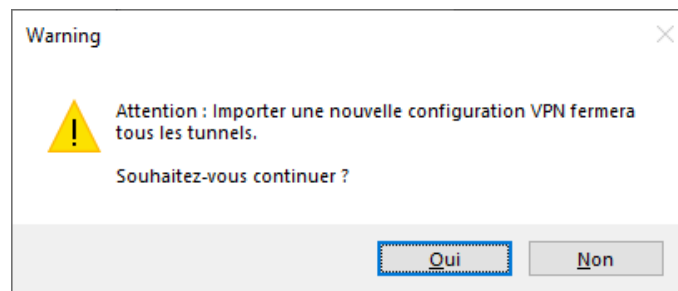 Warning
Attention : Importer une nouvelle configuration VPN fermera
tous les tunnels.
Souhaitez-vous continuer ?
Oui
Non